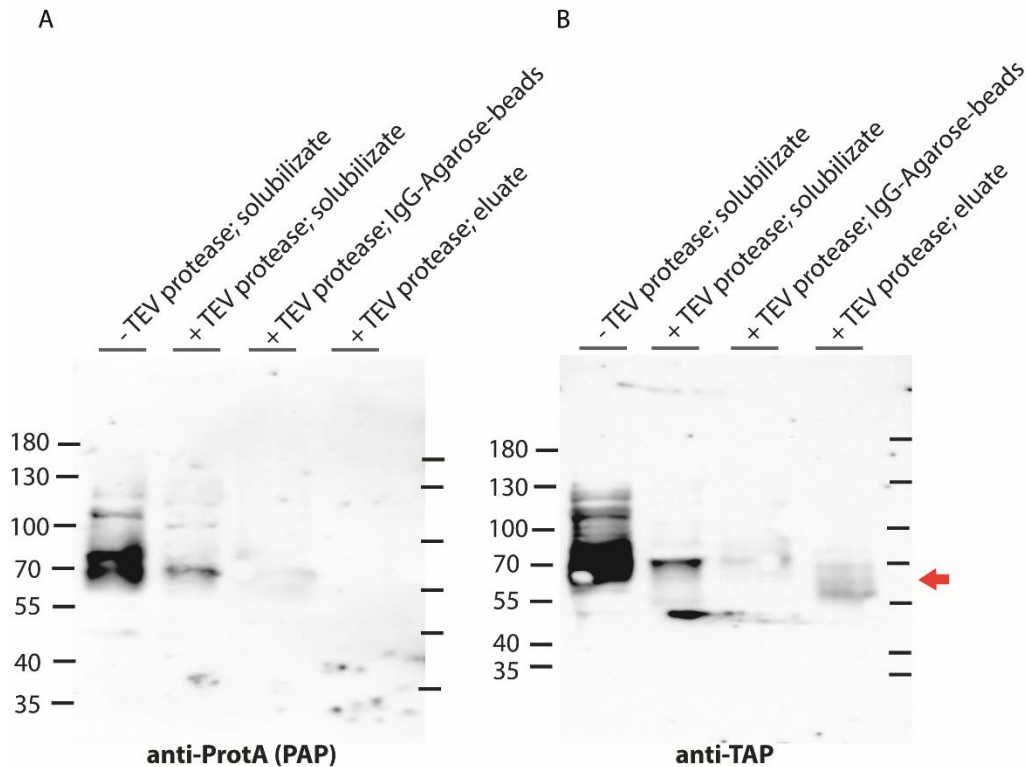 A
B
- TEV protease; solubilizate
+ TEV protease; solubilizate
+ TEV protease; IgG-Agarose-beads
+ TEV protease; eluate
- TEV protease; solubilizate
+ TEV protease; solubilizate
+ TEV protease; IgG-Agarose-beads
+ TEV protease; eluate
180
130
100
70
55
40
35
180
130
100
70
55
40
35
anti-ProtA (PAP)
anti-TAP